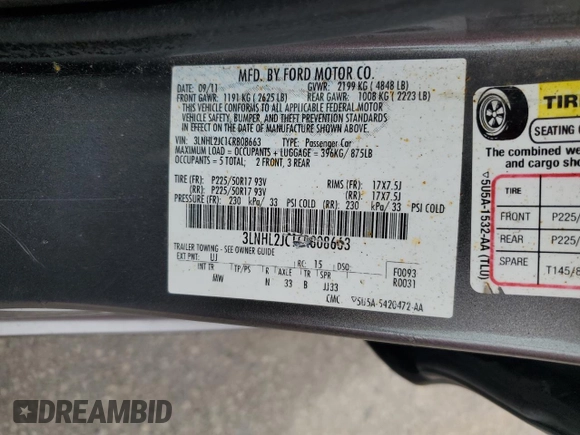 MFD. BY FORD MOTOR CO.
DATE: 09/11 GVWR: 2199 KG ( 4848 LB)
FRONT GAWR: 1191 KG ( 2625 LB) REAR GAWR: 1008 KG ( 2223 LB)
THIS VEHICLE CONFORMS TO ALL APPLICABLE FEDERAL MOTOR
VEHICLE SAFETY, BUMPER, AND THEFT PREVENTION STANDARDS
IN EFFECT ON THE DATE OF MANUFACTURE SHOWN ABOVE
VIN: 3LNHL2JC1CR808663 TYPE: Passenger Car
MAXIMUM LOAD = OCCUPANTS + LUGGAGE = 396KG/ 875LB
OCCUPANTS = 5 TOTAL; 2 FRONT, 3 REAR
TIRE (FR): P225/50R17 93V RIMS (FR): 17X7.5J
TIRE (RR): P225/50R17 93V 17X7.5J
PRESSURE (FR): 230 kPa/ 33 PSI COLD 230 kPa/ 33 PSI COLD
3LNHL2JC1CR808663
TRAILER TOWING - SEE OWNER GUIDE
EXT PNT: UJ RC: 15 DSO: F0093
INT TR TP/PS R AXLE TR SPR R0031
MW N 33 B JJ33
CMC ▽5U5A-5420472-AA
TIRE
SEATING
The combined we
and cargo sho
▽5U5A-1532-AA (TLU)
TIRE
FRONT P225/
REAR P225/
SPARE T145/8
DREAMBID